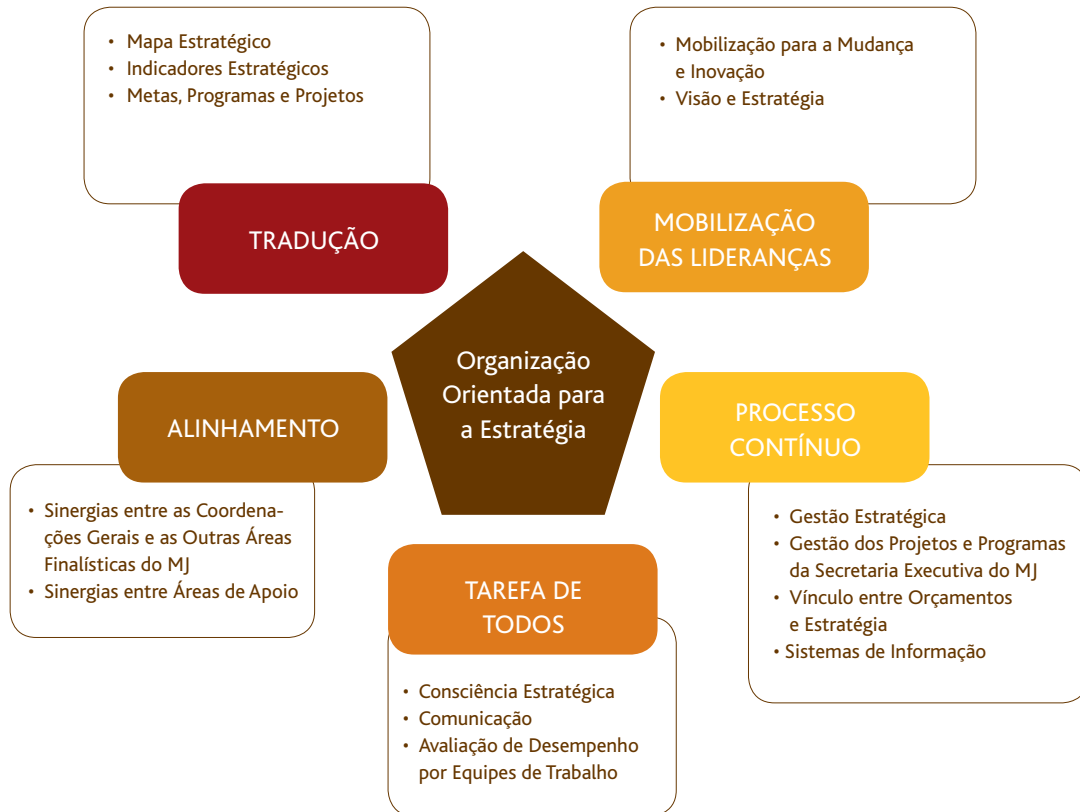 • Mapa Estratégico
• Indicadores Estratégicos
• Metas, Programas e Projetos
TRADUÇÃO
• Mobilização para a Mudança
e Inovação
• Visão e Estratégia
MOBILIZAÇÃO
DAS LIDERANÇAS
Organização
Orientada para
a Estratégia
ALINHAMENTO
• Sinergias entre as Coordena-
ções Gerais e as Outras Áreas
Finalísticas do MJ
• Sinergias entre Áreas de Apoio
PROCESSO
CONTÍNUO
• Gestão Estratégica
• Gestão dos Projetos e Programas
da Secretaria Executiva do MJ
• Vínculo entre Orçamentos
e Estratégia
• Sistemas de Informação
TAREFA DE
TODOS
• Consciência Estratégica
• Comunicação
• Avaliação de Desempenho
por Equipes de Trabalho